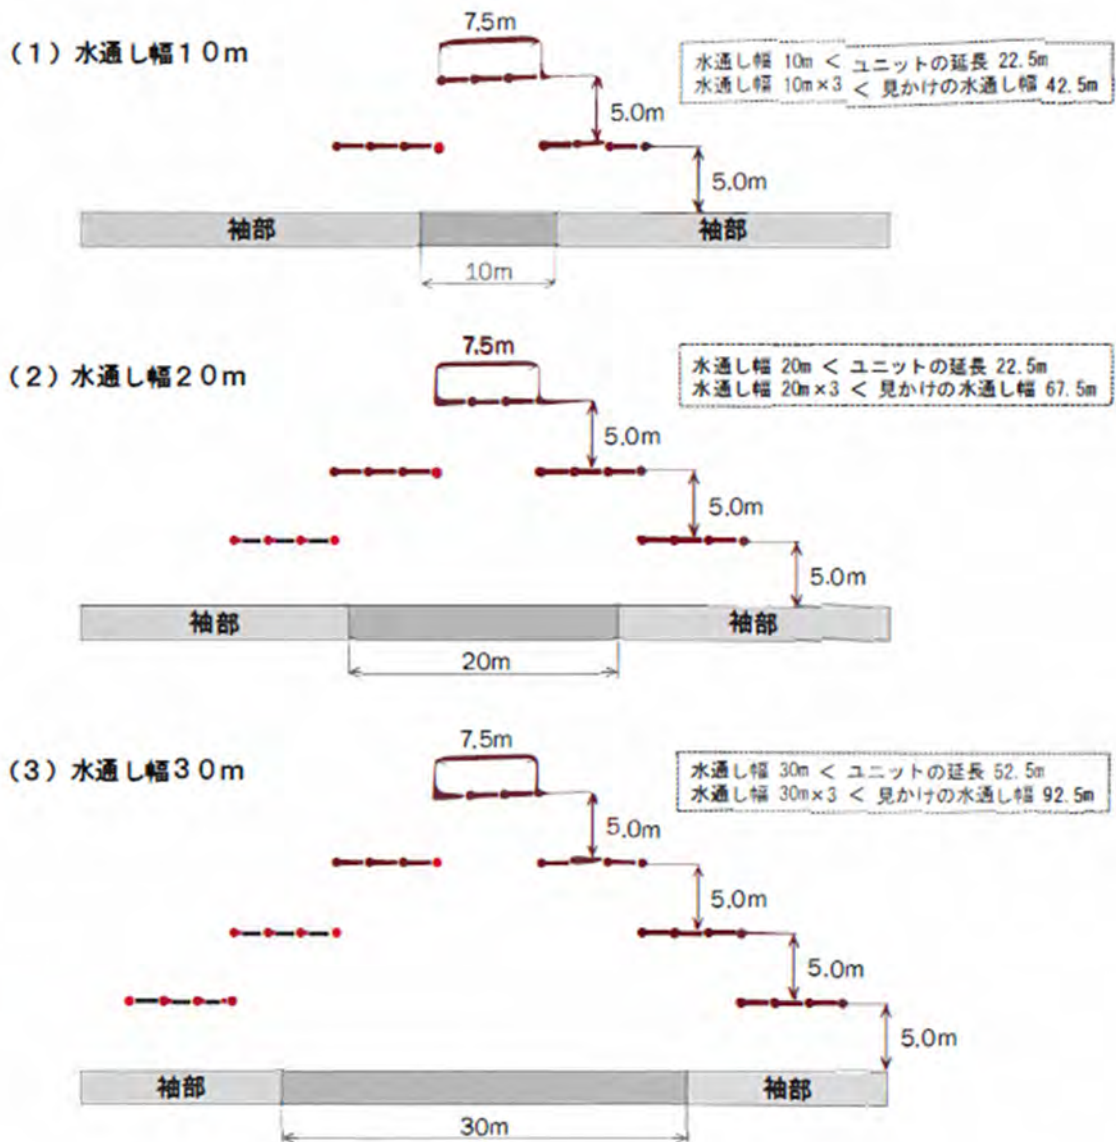 7.5m
(1)水通し幅10m
水通し幅 10m < ユニットの延長 22.5m
水通し幅 10m×3 < 見かけの水通し幅 42.5m
5.0m
5.0m
袖部
袖部
10m
7.5m
(2)水通し幅20m
水通し幅 20m < ユニットの延長 22.5m
水通し幅 20m×3 < 見かけの水通し幅 67.5m
5.0m
5.0m
5.0m
袖部
袖部
20m
7.5m
(3)水通し幅30m
水通し幅 30m < ユニットの延長 52.5m
水通し幅 30m×3 < 見かけの水通し幅 92.5m
5.0m
5.0m
5.0m
5.0m
袖部
袖部
30m